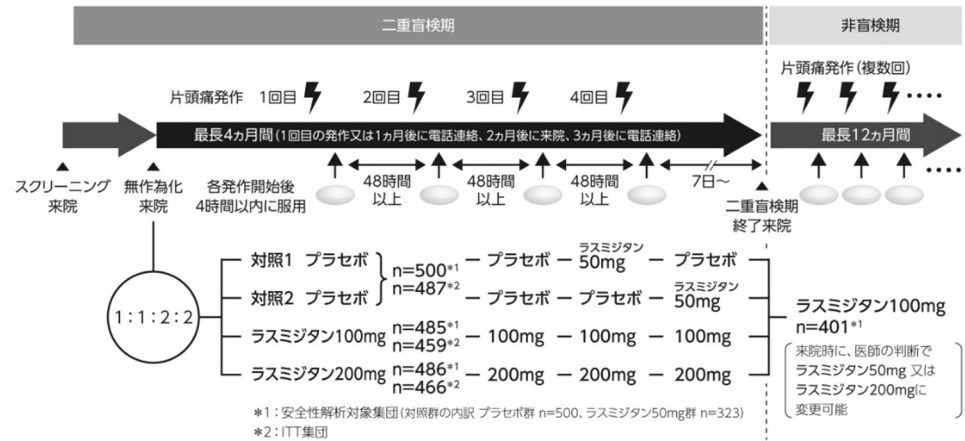 二重盲検期
非盲検期
片頭痛発作 1回目 2回目 3回目 4回目
片頭痛発作(複数回)
最長4ヵ月間(1回目の発作又は1ヵ月後に電話連絡、2ヵ月後に来院、3ヵ月後に電話連絡)
最長12ヵ月間
スクリーニング
来院
無作為化
来院
各発作開始後
4時間以内に服用
48時間
以上
48時間
以上
48時間
以上
7日〜
二重盲検期
終了来院
1:1:2:2
対照1 プラセボ
対照2 プラセボ
n=500*1
n=487*2
プラセボ
ラスミジタン
50mg
プラセボ
プラセボ
プラセボ
ラスミジタン
50mg
ラスミジタン100mg
n=485*1
n=459*2
100mg
100mg
100mg
ラスミジタン200mg
n=486*1
n=466*2
200mg
200mg
200mg
ラスミジタン100mg
n=401*1
来院時に、医師の判断で
ラスミジタン50mg 又は
ラスミジタン200mgに
変更可能
*1:安全性解析対象集団(対照群の内訳 プラセボ群 n=500、ラスミジタン50mg群 n=323)
*2:ITT集団